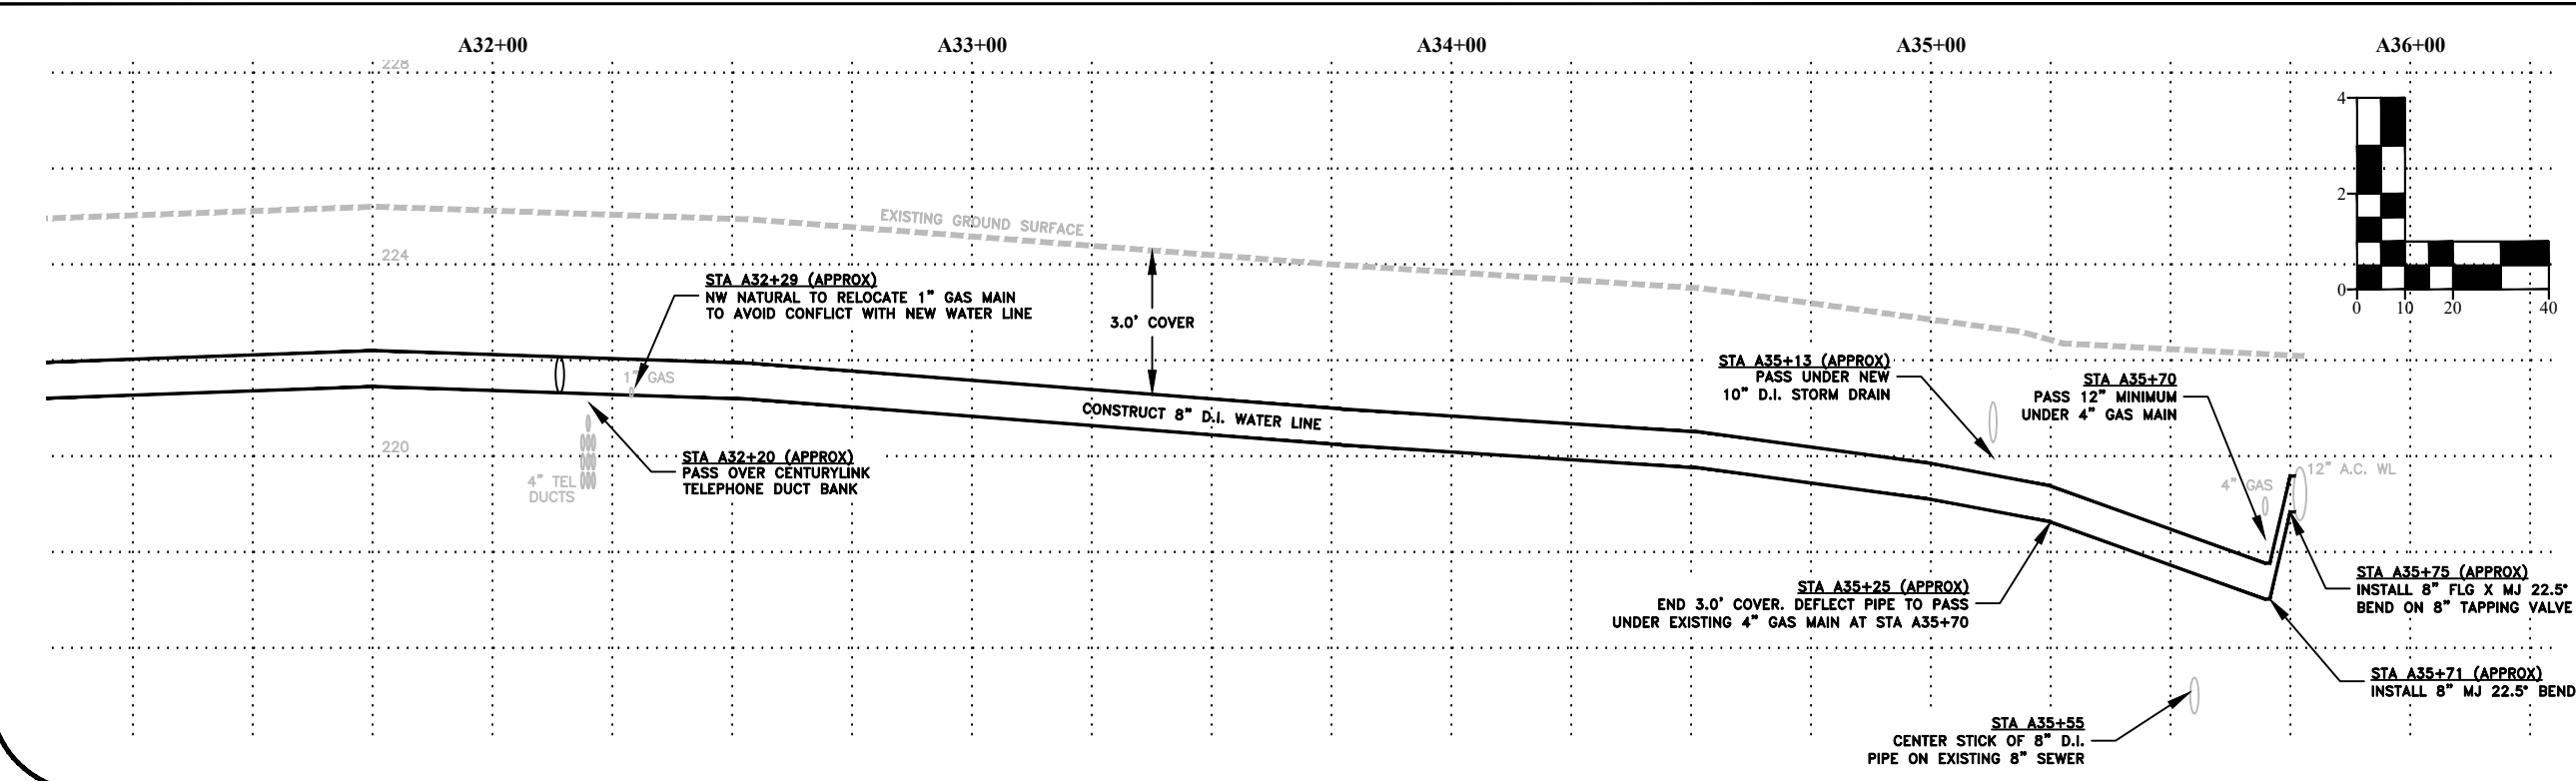 A32+00
A33+00
A34+00
A35+00
A36+00
228
4
2
0
0
10
20
40
EXISTING GROUND SURFACE
224
STA A32+29 (APPROX)
NW NATURAL TO RELOCATE 1" GAS MAIN
TO AVOID CONFLICT WITH NEW WATER LINE
3.0' COVER
1" GAS
STA A35+13 (APPROX)
PASS UNDER NEW
10" D.I. STORM DRAIN
STA A35+70
PASS 12" MINIMUM
UNDER 4" GAS MAIN
CONSTRUCT 8" D.I. WATER LINE
220
STA A32+20 (APPROX)
PASS OVER CENTURYLINK
TELEPHONE DUCT BANK
4" TEL
DUCTS
12" A.C. WL
4" GAS
STA A35+25 (APPROX)
END 3.0' COVER. DEFLECT PIPE TO PASS
UNDER EXISTING 4" GAS MAIN AT STA A35+70
STA A35+75 (APPROX)
INSTALL 8" FLG X MJ 22.5°
BEND ON 8" TAPPING VALVE
STA A35+71 (APPROX)
INSTALL 8" MJ 22.5° BEND
STA A35+55
CENTER STICK OF 8" D.I.
PIPE ON EXISTING 8" SEWER